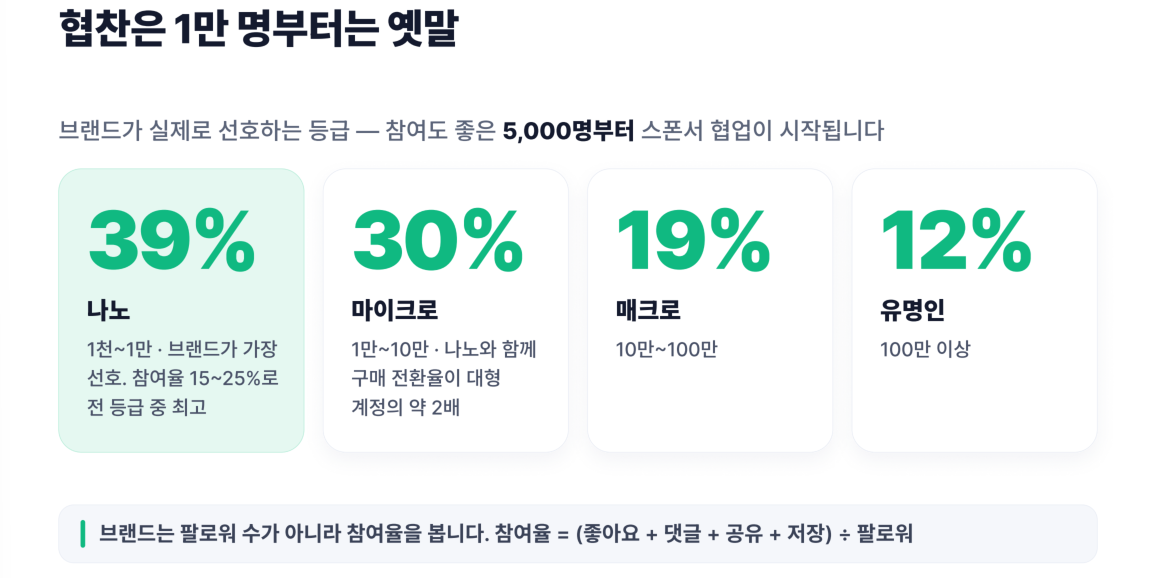 협찬은 1만 명부터는 옛말
브랜드가 실제로 선호하는 등급 — 참여도 좋은 5,000명부터 스폰서 협업이 시작됩니다
39%
나노
1천~1만 · 브랜드가 가장
선호. 참여율 15~25%로
전 등급 중 최고
30%
마이크로
1만~10만 · 나노와 함께
구매 전환율이 대형
계정의 약 2배
19%
매크로
10만~100만
12%
유명인
100만 이상
브랜드는 팔로워 수가 아니라 참여율을 봅니다. 참여율 = (좋아요 + 댓글 + 공유 + 저장) ÷ 팔로워